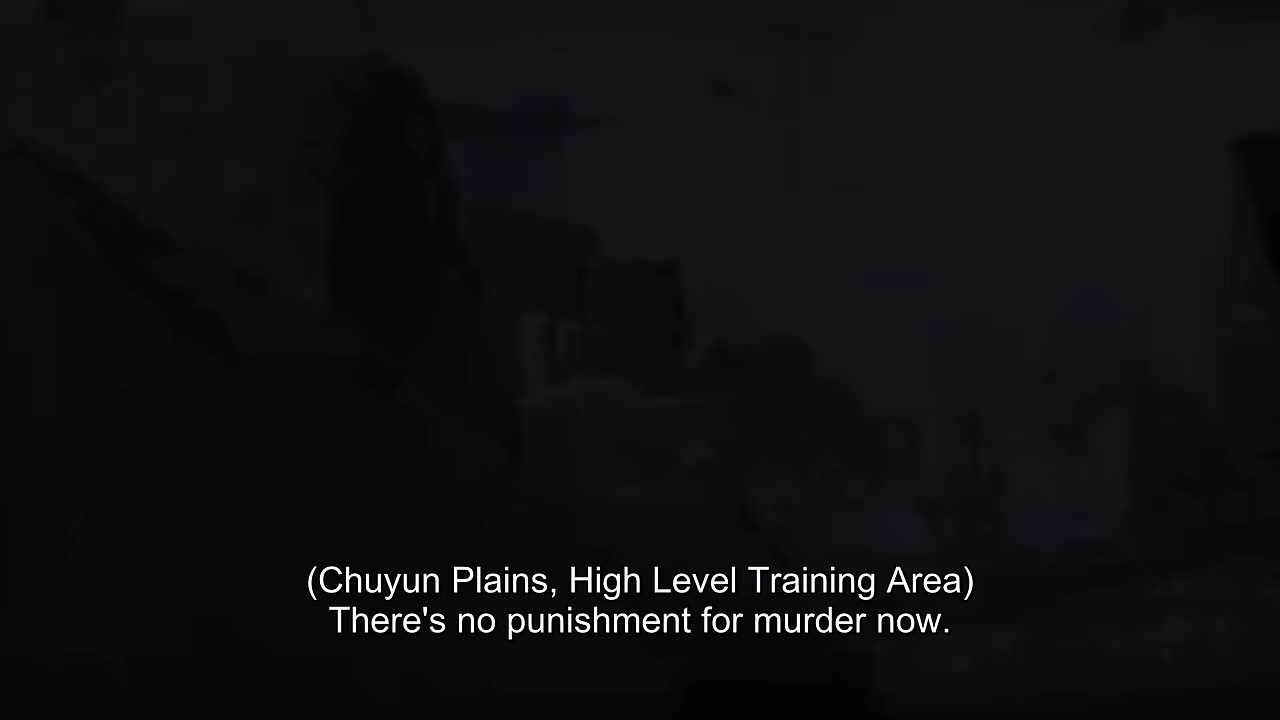 (Chuyun Plains, High Level Training Area)
There's no punishment for murder now.